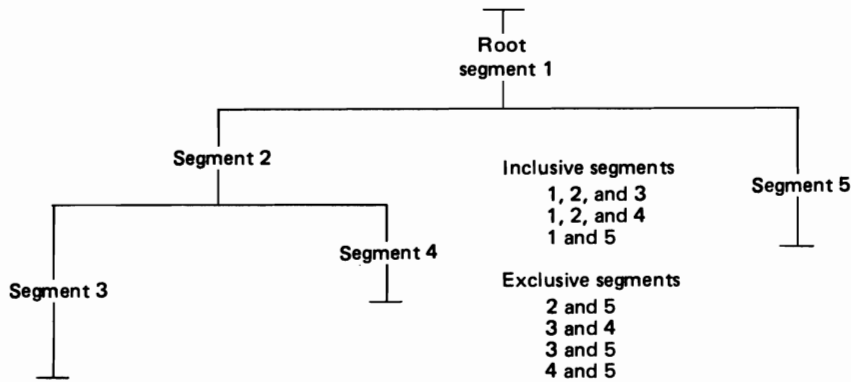 Root
segment 1
Segment 2
Inclusive segments
1, 2, and 3
1, 2, and 4
1 and 5
Segment 5
Segment 4
Segment 3
Exclusive segments
2 and 5
3 and 4
3 and 5
4 and 5